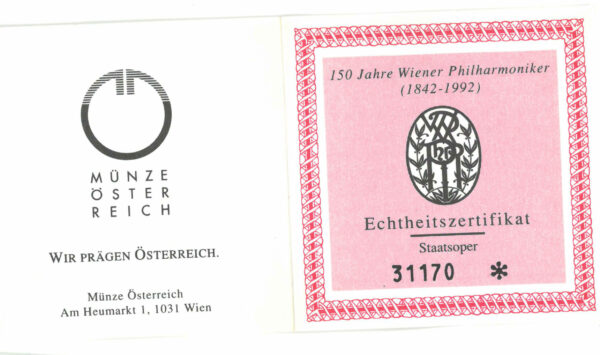 MÜNZE
ÖSTER
REICH
WIR PRÄGEN ÖSTERREICH.
Münze Österreich
Am Heumarkt 1, 1031 Wien
150 Jahre Wiener Philharmoniker
(1842-1992)
Echtheitszertifikat
Staatsoper
31170 *